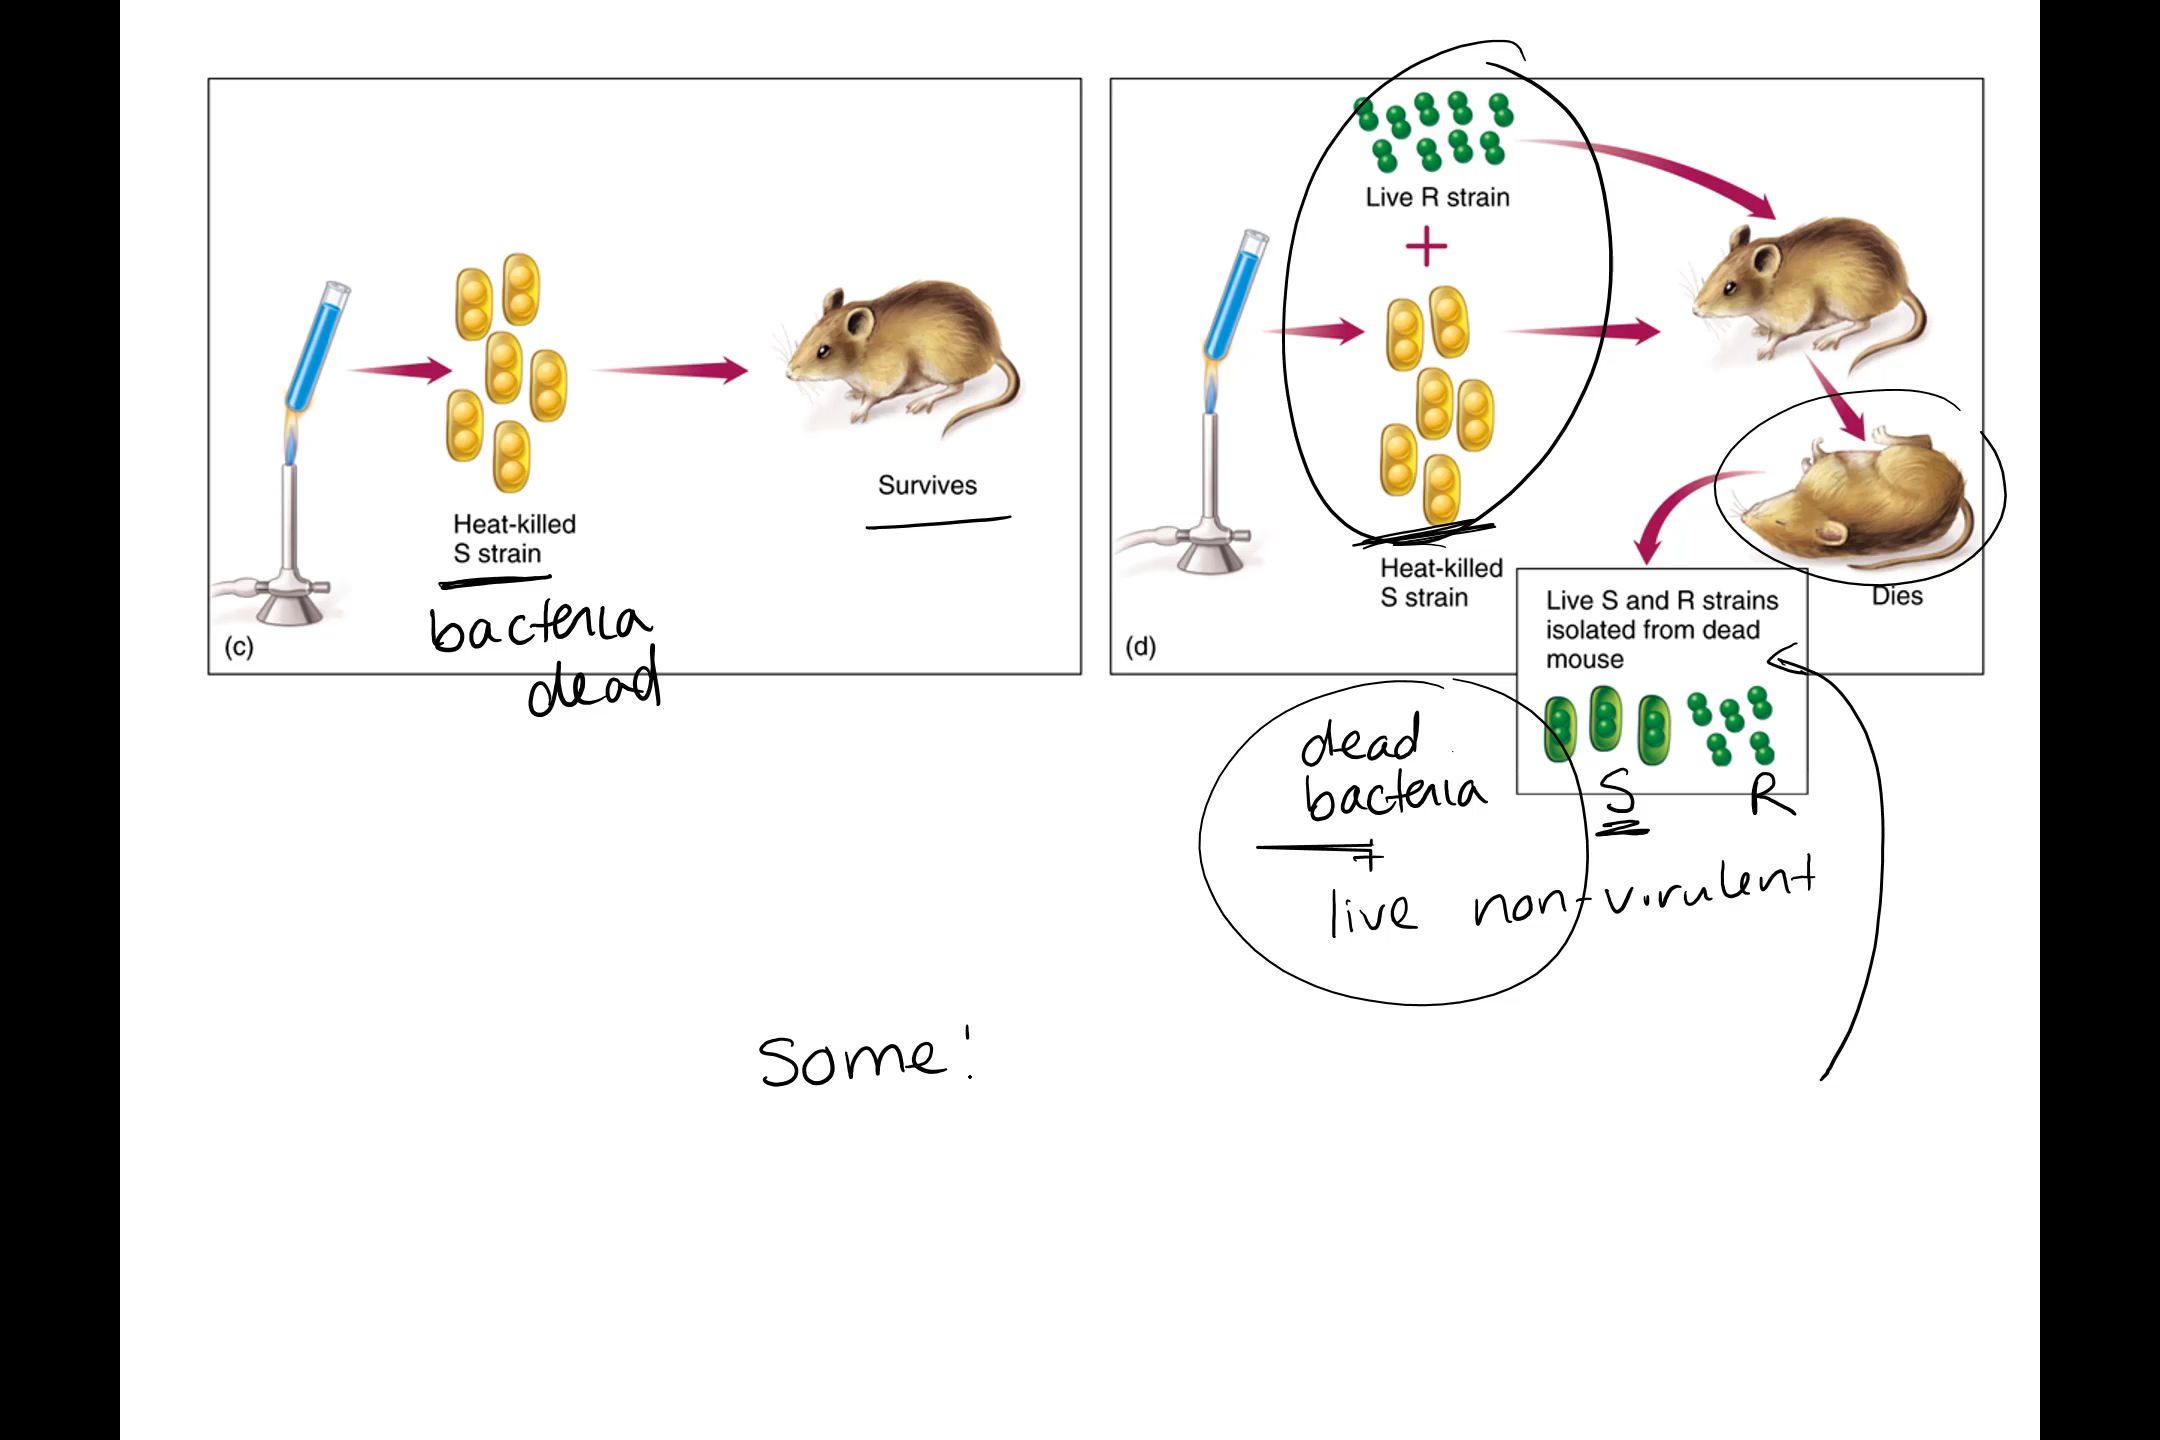 Survives
Heat-killed
S strain
bacteria
dead
(c)
Live R strain
+
Heat-killed
S strain
Dies
Live S and R strains
isolated from dead
mouse
(d)
S R
dead
bacteria
+
live non-virulent
Some!